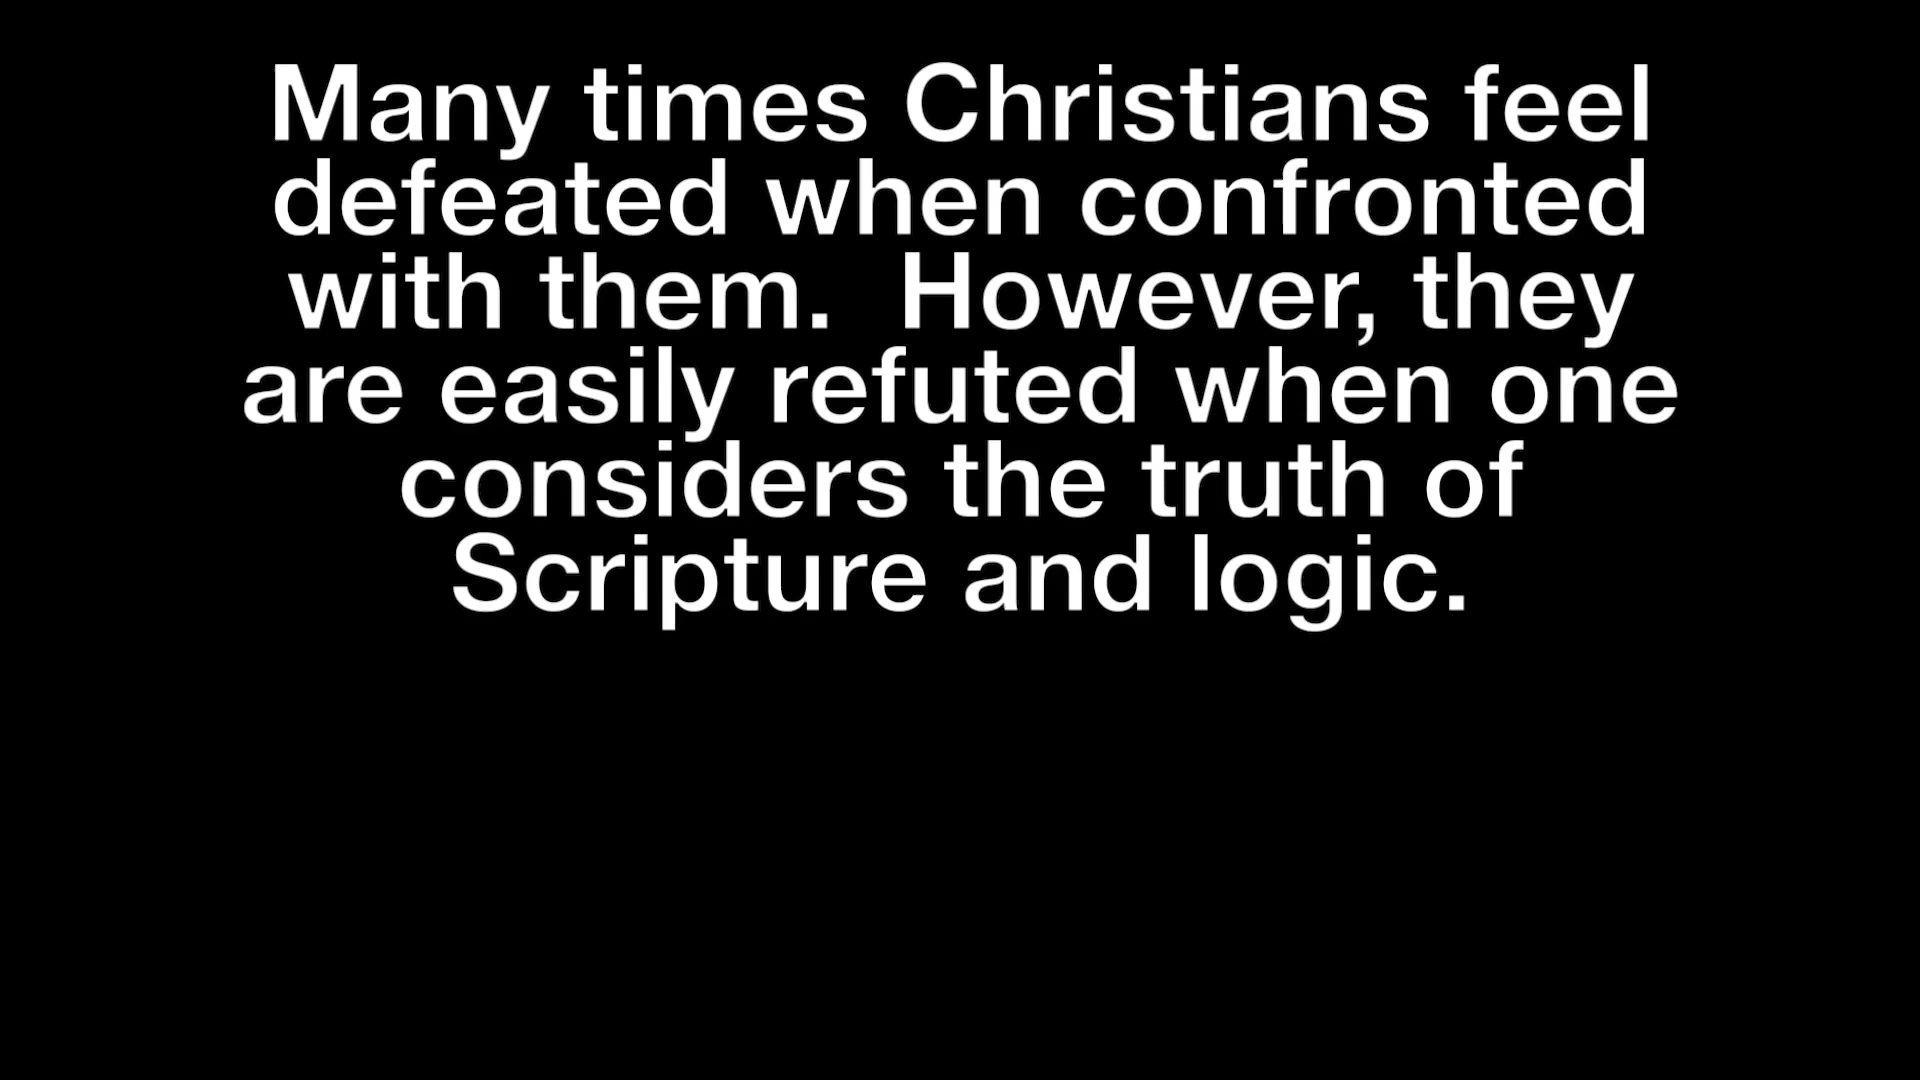 Many times Christians feel
defeated when confronted
with them.  However, they
are easily refuted when one
considers the truth of
Scripture and logic.